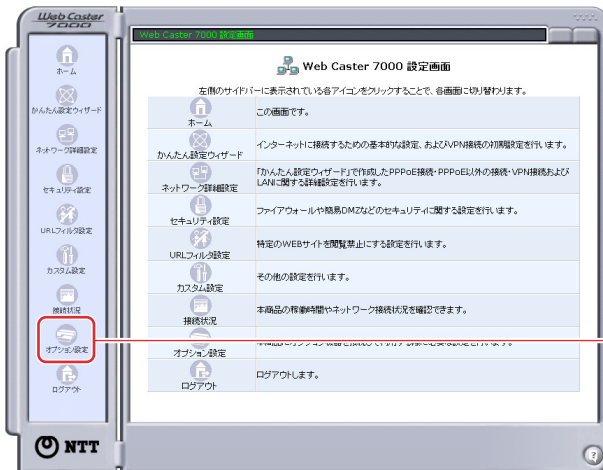 Web Caster
7000
Web Caster 7000 設定画面
ホーム
かんたん設定ウィザード
ネットワーク詳細設定
セキュリティ設定
URLフィルタ設定
カスタム設定
接続状況
オプション設定
ログアウト
NTT
Web Caster 7000 設定画面
左側のサイドバーに表示されている各アイコンをクリックすることで、各画面に切り替わります。
ホーム
この画面です。
かんたん設定ウィザード
インターネットに接続するための基本的な設定、およびVPN接続の初期設定を行います。
ネットワーク詳細設定
「かんたん設定ウィザード」で作成したPPPoE接続・PPPoE以外の接続・VPN接続および
LANに関する詳細設定を行います。
セキュリティ設定
ファイアウォールや簡易DMZなどのセキュリティに関する設定を行います。
URLフィルタ設定
特定のWEBサイトを閲覧禁止にする設定を行います。
カスタム設定
その他の設定を行います。
接続状況
本商品の稼働時間やネットワーク接続状況を確認できます。
オプション設定
ログアウト
ログアウトします。
?